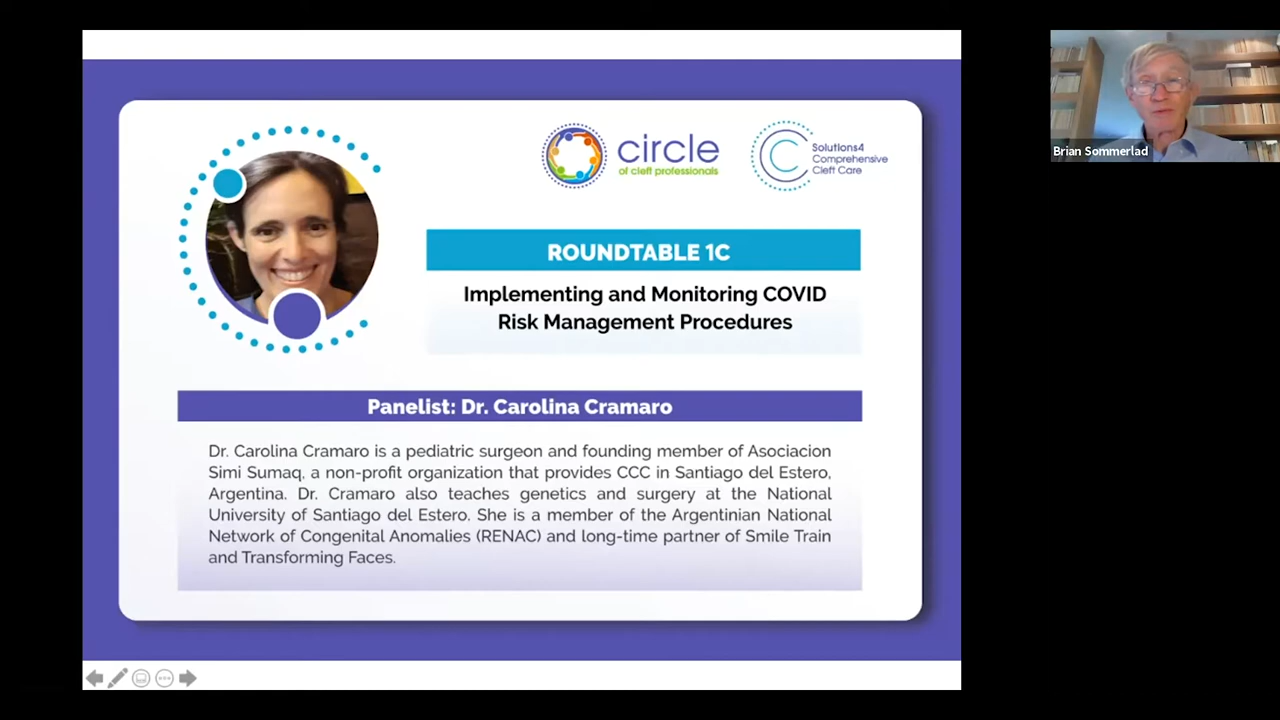 circle
of cleft professionals
Solutions4
Comprehensive
Cleft Care
ROUNDTABLE 1C
Implementing and Monitoring COVID
Risk Management Procedures
Panelist: Dr. Carolina Cramaro
Dr. Carolina Cramaro is a pediatric surgeon and founding member of Asociacion
Simi Sumaq, a non-profit organization that provides CCC in Santiago del Estero,
Argentina. Dr. Cramaro also teaches genetics and surgery at the National
University of Santiago del Estero. She is a member of the Argentinian National
Network of Congenital Anomalies (RENAC) and long-time partner of Smile Train
and Transforming Faces.
Brian Sommerlad